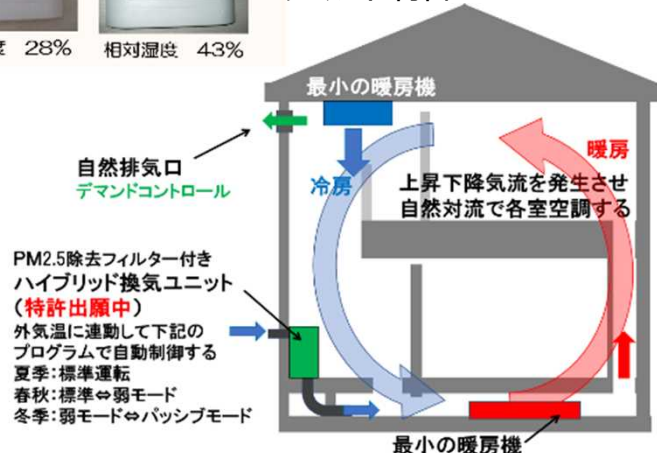 度 28%
相対湿度 43%
最小の暖房機
自然排気口
デマンドコントロール
冷房
暖房
上昇下降気流を発生させ
自然対流で各室空調する
PM2.5除去フィルター付き
ハイブリッド換気ユニット
(特許出願中)
外気温に連動して下記の
プログラムで自動制御する
夏季:標準運転
春秋:標準⇔弱モード
冬季:弱モード⇔パッシブモード
最小の暖房機